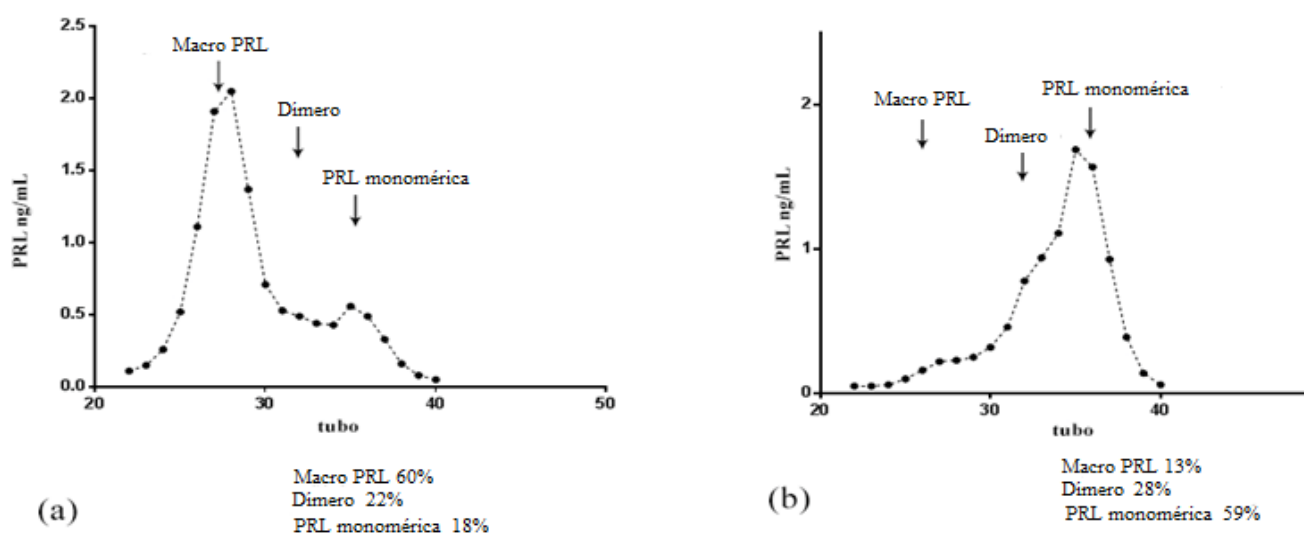 2.5
2.0
1.5
1.0
0.5
0.0
PRL ng/mL
Macro PRL
Dimero
PRL monomérica
20
30
40
50
tubo
Macro PRL 60%
Dimero 22%
PRL monomérica 18%
(a)
2
1
0
PRL ng/mL
Macro PRL
Dimero
PRL monomérica
20
30
40
tubo
Macro PRL 13%
Dimero 28%
PRL monomérica 59%
(b)